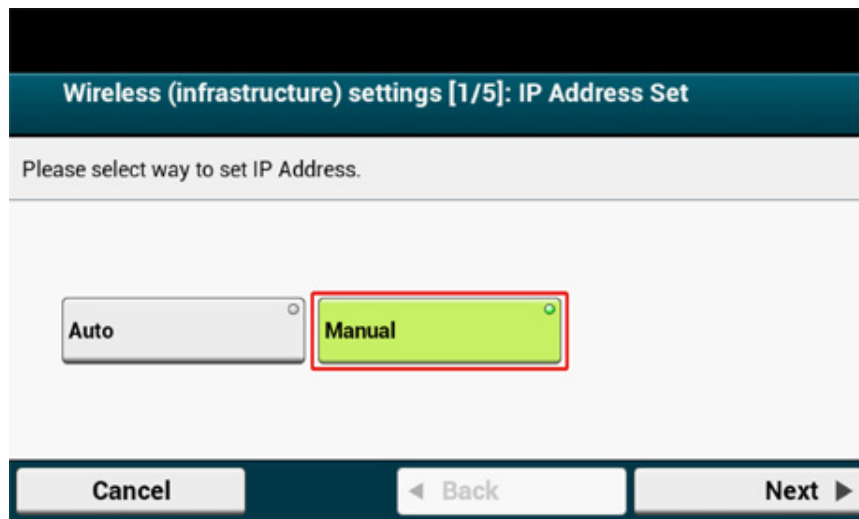 Wireless (infrastructure) settings [1/5]: IP Address Set
Please select way to set IP Address.
Auto
Manual
Cancel
Back
Next